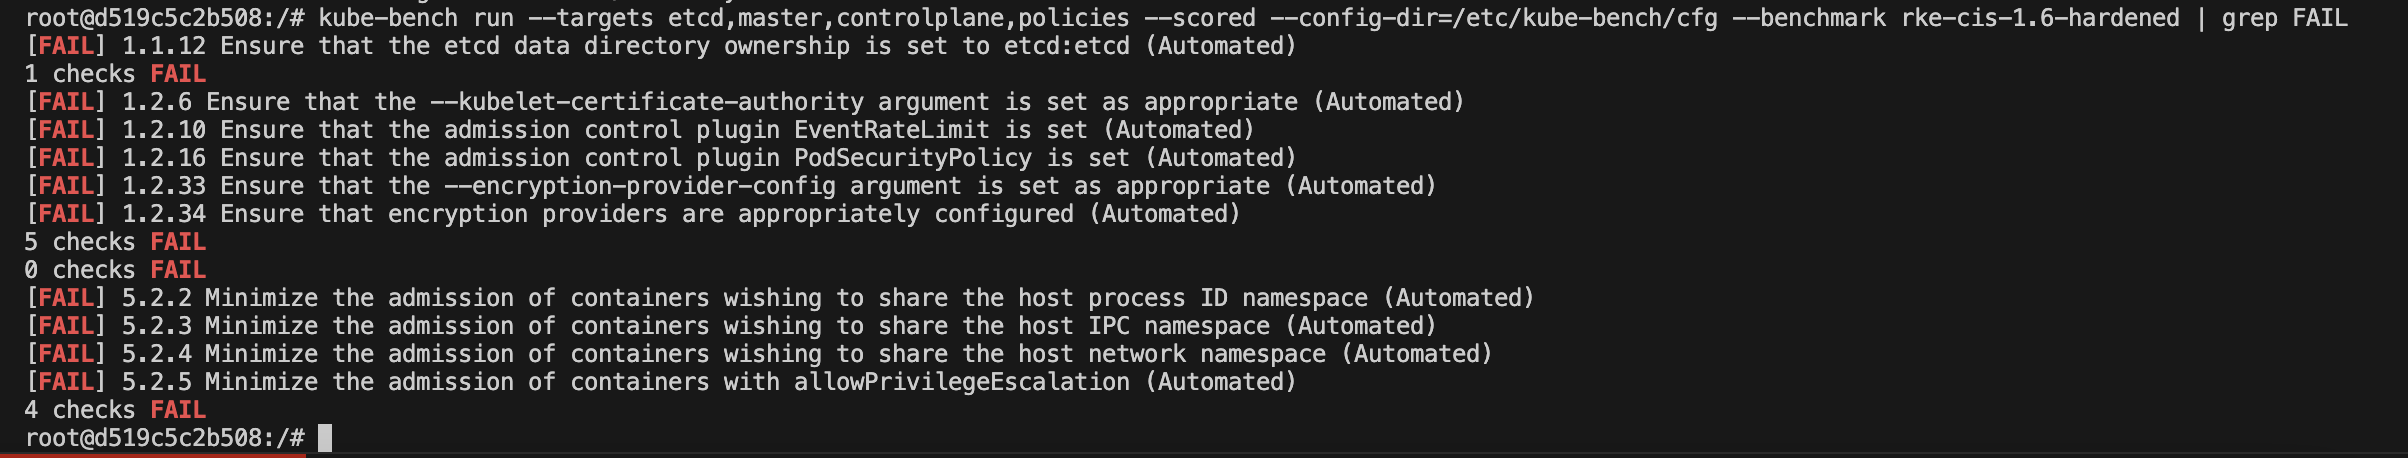 root@d519c5c2b508:/# kube-bench run --targets etcd,master,controlplane,policies --scored --config-dir=/etc/kube-bench/cfg --benchmark rke-cis-1.6-hardened | grep FAIL
[FAIL] 1.1.12 Ensure that the etcd data directory ownership is set to etcd:etcd (Automated)
1 checks FAIL
[FAIL] 1.2.6 Ensure that the --kubelet-certificate-authority argument is set as appropriate (Automated)
[FAIL] 1.2.10 Ensure that the admission control plugin EventRateLimit is set (Automated)
[FAIL] 1.2.16 Ensure that the admission control plugin PodSecurityPolicy is set (Automated)
[FAIL] 1.2.33 Ensure that the --encryption-provider-config argument is set as appropriate (Automated)
[FAIL] 1.2.34 Ensure that encryption providers are appropriately configured (Automated)
5 checks FAIL
0 checks FAIL
[FAIL] 5.2.2 Minimize the admission of containers wishing to share the host process ID namespace (Automated)
[FAIL] 5.2.3 Minimize the admission of containers wishing to share the host IPC namespace (Automated)
[FAIL] 5.2.4 Minimize the admission of containers wishing to share the host network namespace (Automated)
[FAIL] 5.2.5 Minimize the admission of containers with allowPrivilegeEscalation (Automated)
4 checks FAIL
root@d519c5c2b508:/#